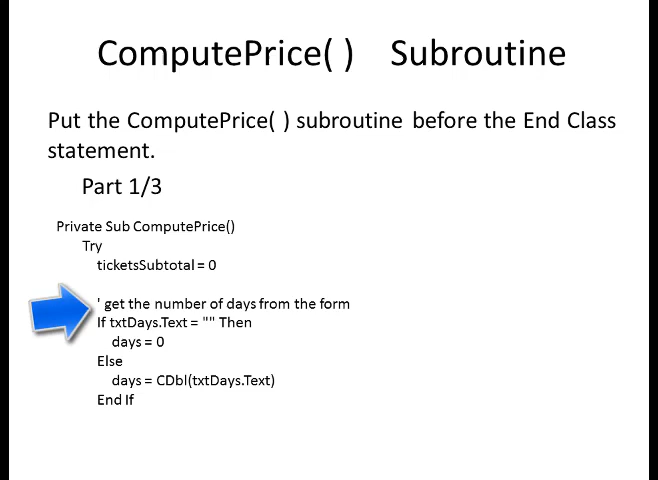 ComputePrice( ) Subroutine
Put the ComputePrice( ) subroutine before the End Class
statement.
Part 1/3
Private Sub ComputePrice()
Try
ticketsSubtotal = 0
' get the number of days from the form
If txtDays.Text = "" Then
days = 0
Else
days = CDbl(txtDays.Text)
End If